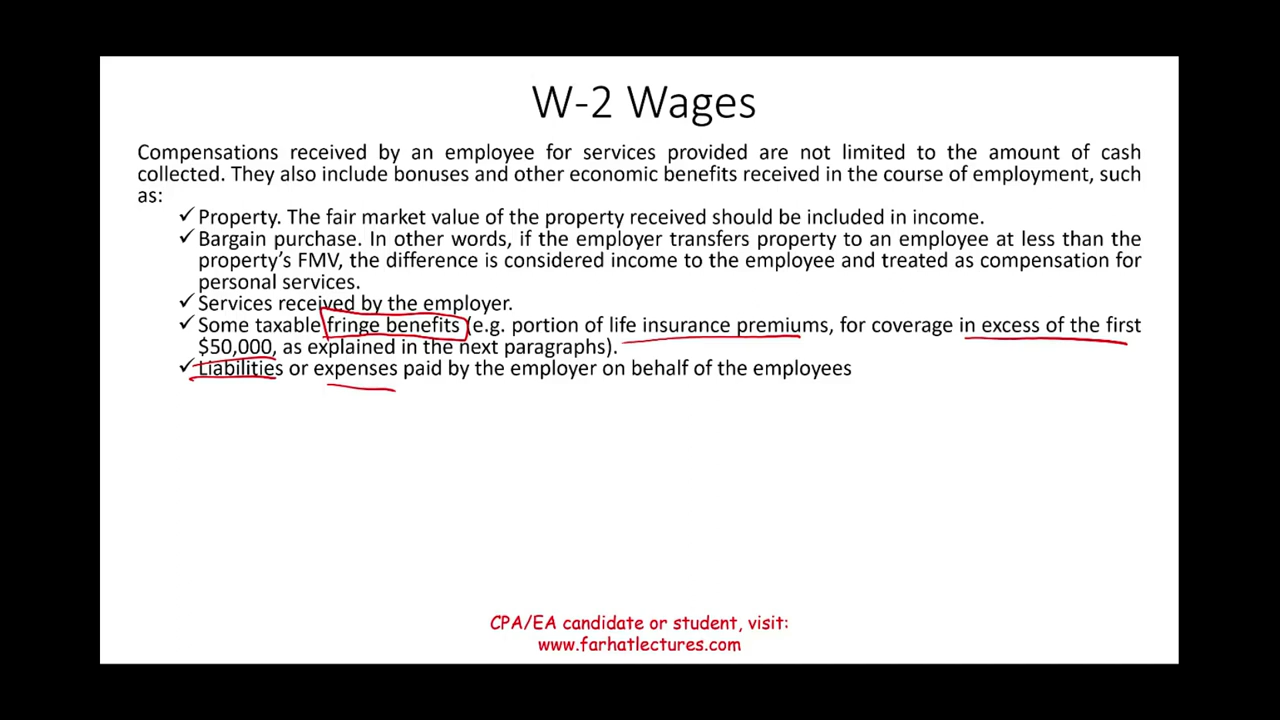 W-2 Wages
Compensations received by an employee for services provided are not limited to the amount of cash
collected. They also include bonuses and other economic benefits received in the course of employment, such
as:
✓ Property. The fair market value of the property received should be included in income.
✓ Bargain purchase. In other words, if the employer transfers property to an employee at less than the
property's FMV, the difference is considered income to the employee and treated as compensation for
personal services.
✓ Services received by the employer.
✓ Some taxable fringe benefits (e.g. portion of life insurance premiums, for coverage in excess of the first
$50,000, as explained in the next paragraphs).
✓ Liabilities or expenses paid by the employer on behalf of the employees
CPA/EA candidate or student, visit:
www.farhatlectures.com